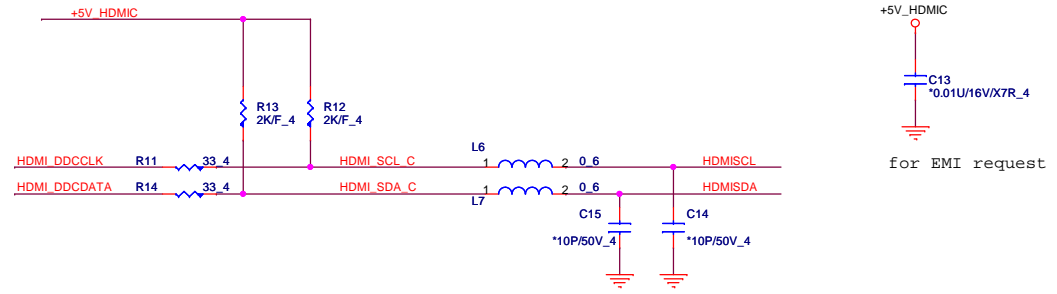 +5V_HDMIC
+5V_HDMIC
C13
*0.01U/16V/X7R_4
R13
2K/F_4
R12
2K/F_4
for EMI request
HDMI_DDCCLK
R11
33_4
HDMI_SCL_C
L6
1
2
0_6
HDMISCL
HDMI_DDCDATA
R14
33_4
HDMI_SDA_C
1
L7
2
0_6
HDMISDA
C15
*10P/50V_4
C14
*10P/50V_4